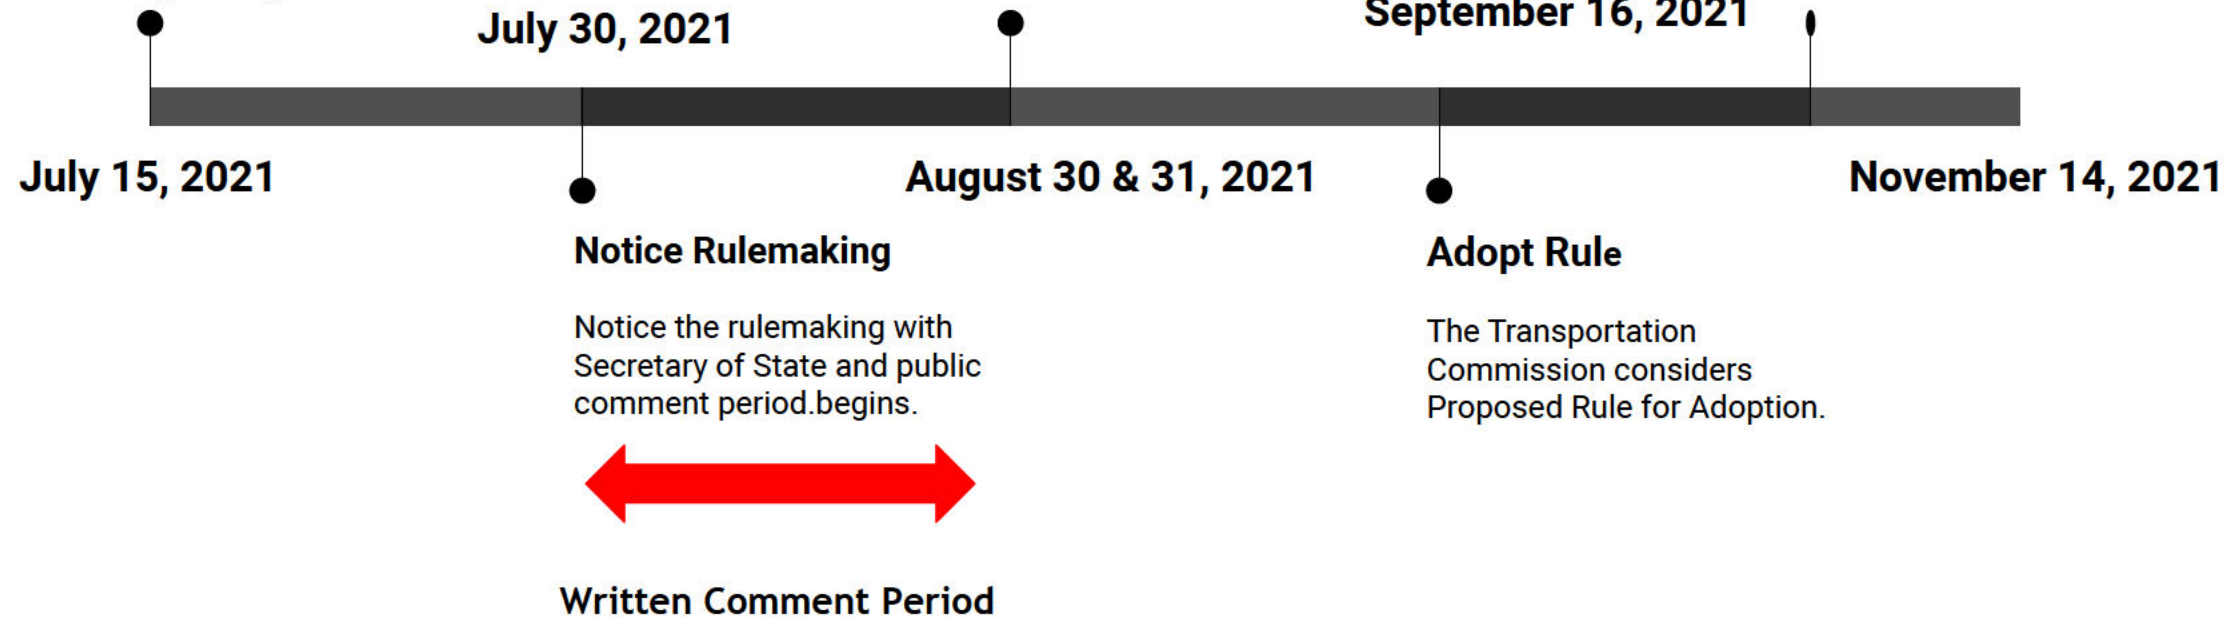 July 30, 2021
September 16, 2021
July 15, 2021
August 30 & 31, 2021
November 14, 2021
Notice Rulemaking
Notice the rulemaking with
Secretary of State and public
comment period.begins.
Adopt Rule
The Transportation
Commission considers
Proposed Rule for Adoption.
Written Comment Period